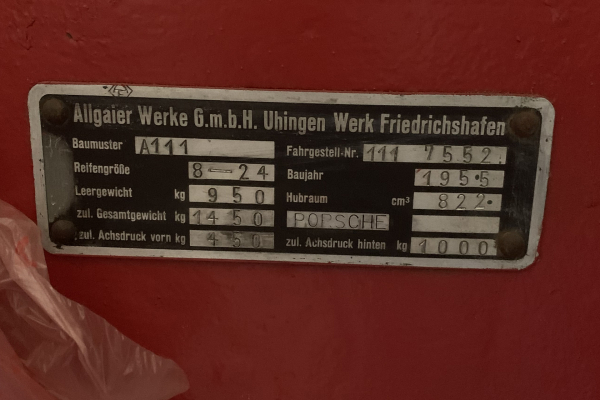 Allgaier Werke G.m.b.H. Uhingen Werk Friedrichshafen
Baumuster A111 Fahrgestell-Nr. 111 7552
Reifengröße 8—24 Baujahr 1955
Leergewicht kg 950 Hubraum cm³ 822.
zul. Gesamtgewicht kg 1450 PORSCHE
zul. Achsdruck vorn kg 450 zul. Achsdruck hinten kg 1000